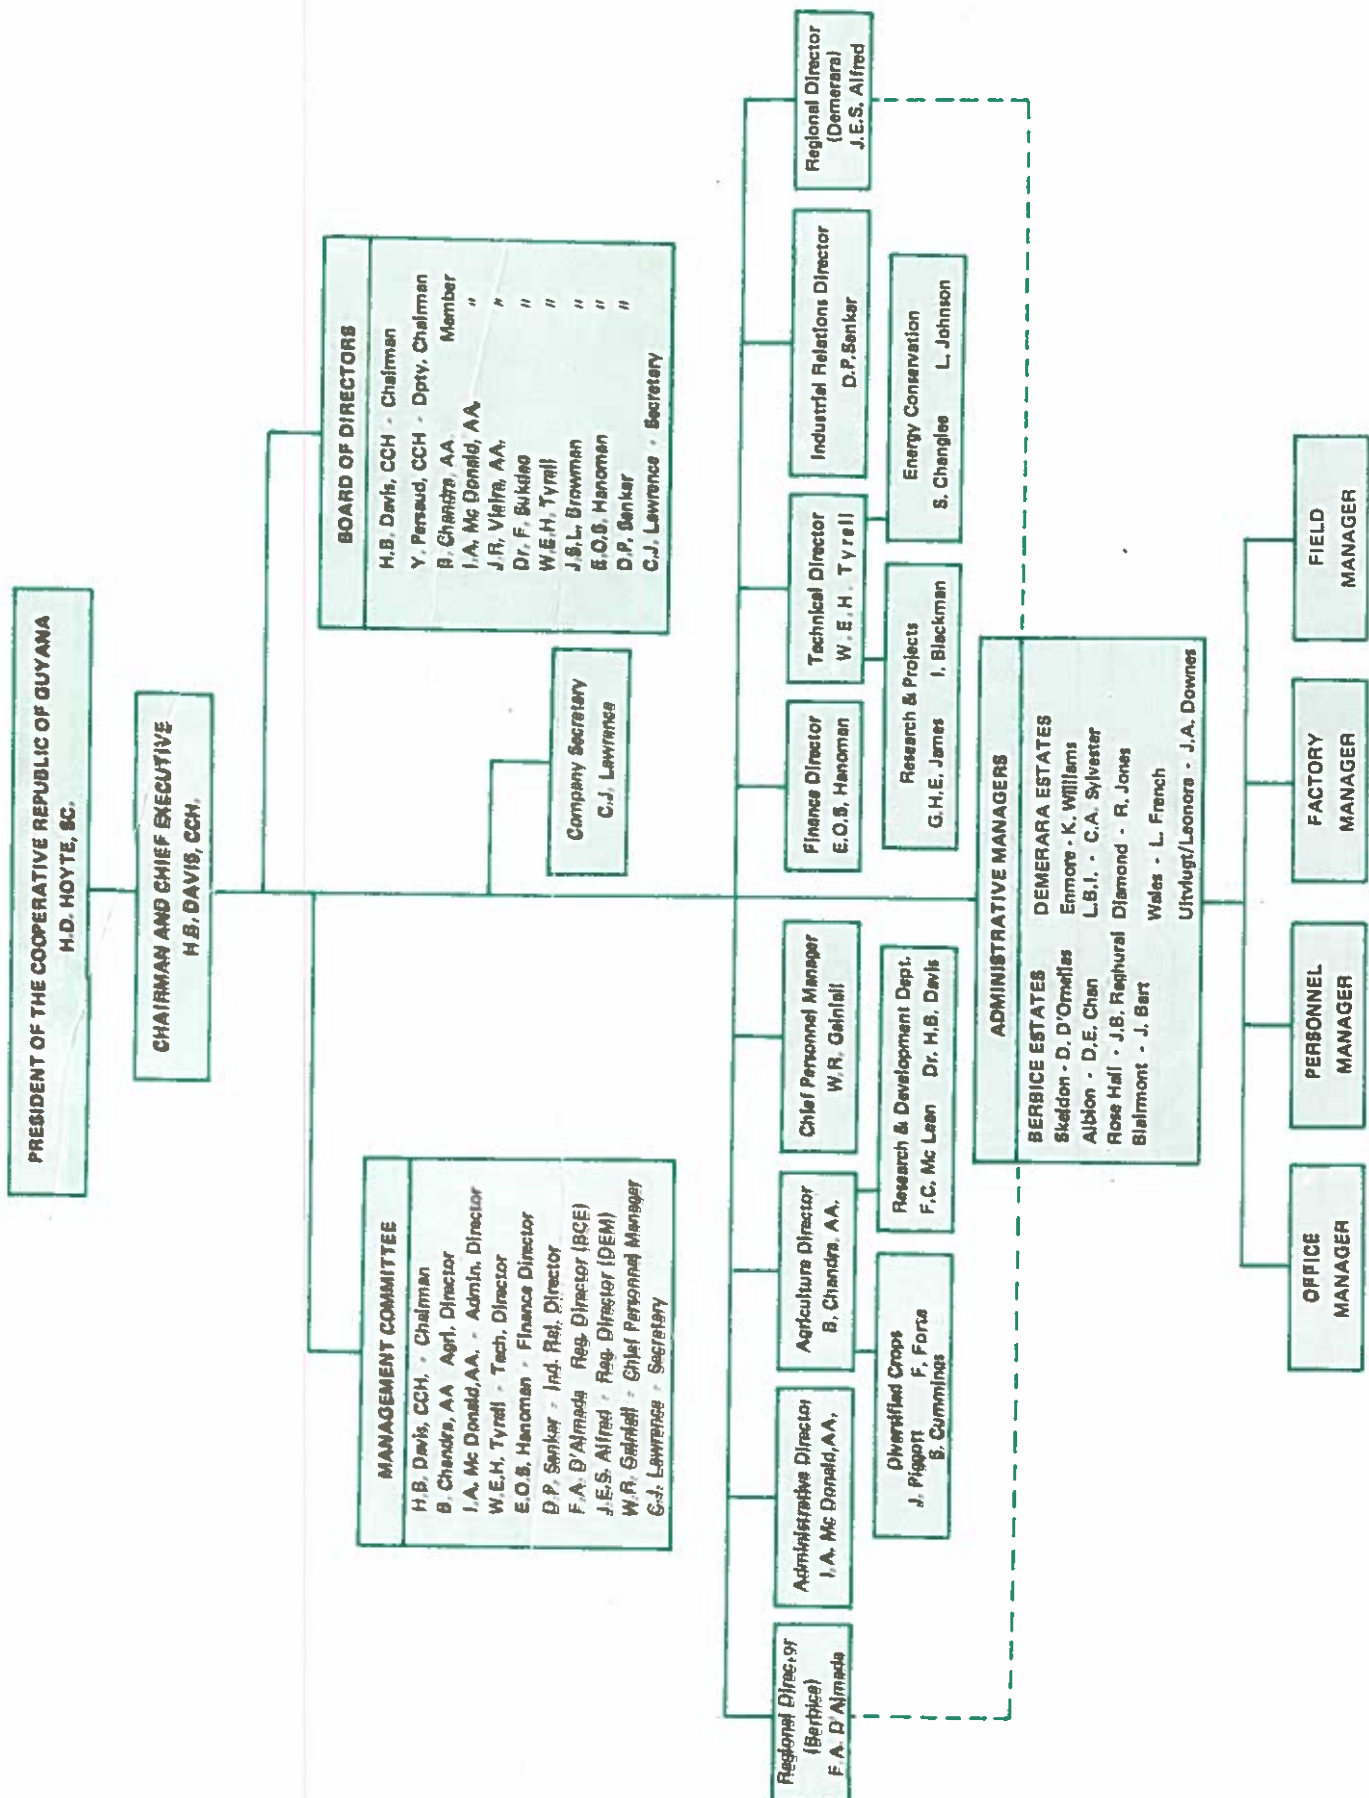 PRESIDENT OF THE COOPERATIVE REPUBLIC OF GUYANA
H.D. HOYTE, SC.
CHAIRMAN AND CHIEF EXECUTIVE
H.B. DAVIS, CCH.
MANAGEMENT COMMITTEE
H.B. Davis, CCH. - Chairman
B. Chandra, AA Agri. Director
I.A. Mc Donald, AA. - Admin. Director
W.E.H. Tyrell - Tech. Director
E.O.S. Hanoman - Finance Director
D.P. Sankar - Ind. Rel. Director
F.A. D'Almada Reg. Director (BCE)
J.E.S. Alfred - Reg. Director (DEM)
W.R. Gainlall - Chief Personnel Manager
C.J. Lawrence - Secretary
BOARD OF DIRECTORS
H.B. Davis, CCH - Chairman
Y. Persaud, CCH - Dpty. Chairman
B. Chandra, AA. Member
I.A. Mc Donald, AA. "
J.R. Vieira, AA. "
Dr. F. Sukdeo "
W.E.H. Tyrell "
J.S.L. Browman "
E.O.S. Hanoman "
D.P. Sankar "
C.J. Lawrence - Secretary
Company Secretary
C.J. Lawrence
Regional Director
(Berbice)
F.A. D'Almada
Administrative Director
I.A. Mc Donald, AA.
Agriculture Director
B. Chandra, AA.
Chief Personnel Manager
W.R. Gainlall
Finance Director
E.O.S. Hanoman
Technical Director
W.E.H. Tyrell
Industrial Relations Director
D.P. Sankar
Regional Director
(Demerara)
J.E.S. Alfred
Diversified Crops
J. Piggott F. Forte
B. Cummings
Research & Development Dept.
F.C. Mc Lean Dr. H.B. Davis
Research & Projects
G.H.E. James I. Blackman
Energy Conservation
S. Changlee L. Johnson
ADMINISTRATIVE MANAGERS
BERBICE ESTATES
Skeldon - D. D'Ornellas
Albion - D.E. Chan
Rose Hall - J.B. Raghurai
Blairmont - J. Bart
DEMERARA ESTATES
Enmore - K. Williams
L.B.I. - C.A. Sylvester
Diamond - R. Jones
Wales - L. French
Uitvlugt/Leonora - J.A. Downes
OFFICE
MANAGER
PERSONNEL
MANAGER
FACTORY
MANAGER
FIELD
MANAGER